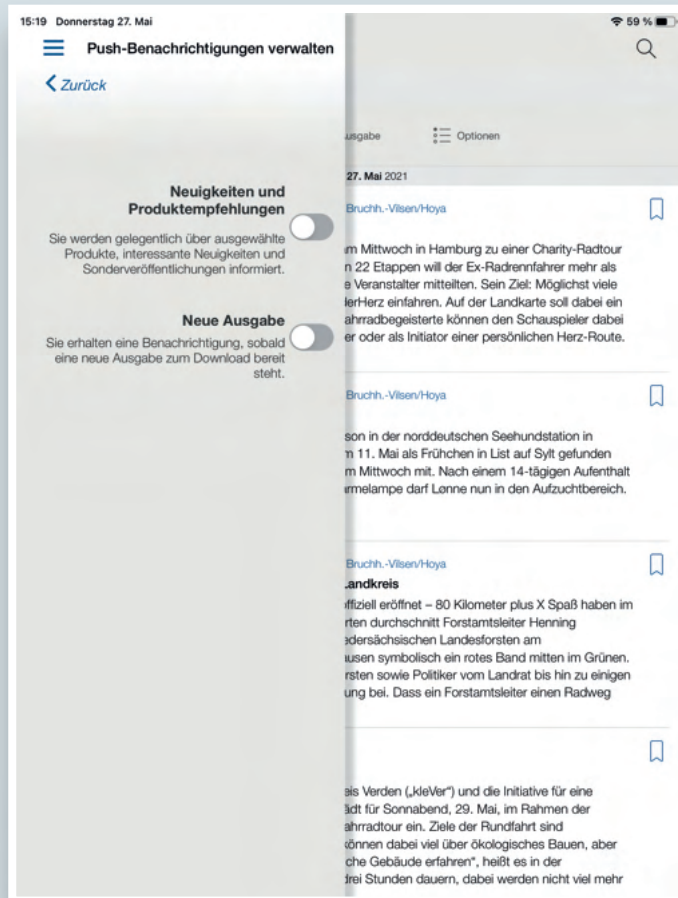 15:19 Donnerstag 27. Mai
59 %
Push-Benachrichtigungen verwalten
Zurück
Neuigkeiten und
Produktempfehlungen
Sie werden gelegentlich über ausgewählte
Produkte, interessante Neuigkeiten und
Sonderveröffentlichungen informiert.
Neue Ausgabe
Sie erhalten eine Benachrichtigung, sobald
eine neue Ausgabe zum Download bereit
steht.
Optionen
27. Mai 2021
Bruchh.-Vilsen/Hoya
m Mittwoch in Hamburg zu einer Charity-Radtour
n 22 Etappen will der Ex-Radrennfahrer mehr als
e Veranstalter mitteilten. Sein Ziel: Möglichst viele
derHerz einfahren. Auf der Landkarte soll dabei ein
ahrradbegeisterte können den Schauspieler dabei
er oder als Initiator einer persönlichen Herz-Route.
Bruchh.-Vilsen/Hoya
son in der norddeutschen Seehundstation in
m 11. Mai als Frühchen in List auf Sylt gefunden
m Mittwoch mit. Nach einem 14-tägigen Aufenthalt
rmelampe darf Lønne nun in den Aufzuchtbereich.
Bruchh.-Vilsen/Hoya
Landkreis
ffiziell eröffnet – 80 Kilometer plus X Spaß haben im
rten durchschnitt Forstamtsleiter Henning
edersächsischen Landesforsten am
ausen symbolisch ein rotes Band mitten im Grünen.
rsten sowie Politiker vom Landrat bis hin zu einigen
ung bei. Dass ein Forstamtsleiter einen Radweg
eis Verden („kleVer") und die Initiative für eine
ädt für Sonnabend, 29. Mai, im Rahmen der
ahrradtour ein. Ziele der Rundfahrt sind
können dabei viel über ökologisches Bauen, aber
che Gebäude erfahren", heißt es in der
drei Stunden dauern, dabei werden nicht viel mehr